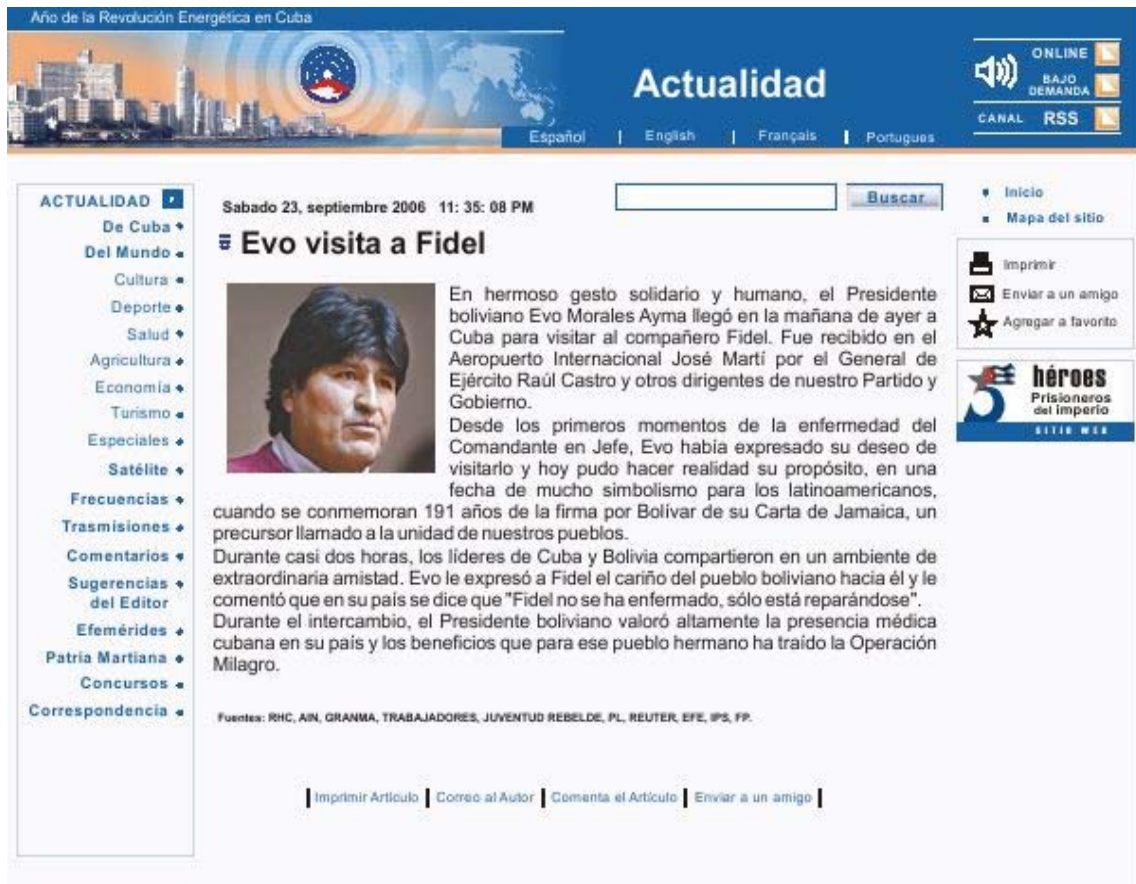 Año de la Revolución Energética en Cuba
Actualidad
ONLINE
BAJO DEMANDA
CANAL RSS
Español | English | Français | Portugues
ACTUALIDAD
De Cuba
Del Mundo
Cultura
Deporte
Salud
Agricultura
Economía
Turismo
Especiales
Satélite
Frecuencias
Trasmisiones
Comentarios
Sugerencias
del Editor
Efemérides
Patria Martiana
Concursos
Correspondencia
Sabado 23, septiembre 2006 11: 35: 08 PM
Buscar
Evo visita a Fidel
En hermoso gesto solidario y humano, el Presidente
boliviano Evo Morales Ayma llegó en la mañana de ayer a
Cuba para visitar al compañero Fidel. Fue recibido en el
Aeropuerto Internacional José Martí por el General de
Ejército Raúl Castro y otros dirigentes de nuestro Partido y
Gobierno.
Desde los primeros momentos de la enfermedad del
Comandante en Jefe, Evo había expresado su deseo de
visitarlo y hoy pudo hacer realidad su propósito, en una
fecha de mucho simbolismo para los latinoamericanos,
cuando se conmemoran 191 años de la firma por Bolívar de su Carta de Jamaica, un
precursor llamado a la unidad de nuestros pueblos.
Durante casi dos horas, los líderes de Cuba y Bolivia compartieron en un ambiente de
extraordinaria amistad. Evo le expresó a Fidel el cariño del pueblo boliviano hacia él y le
comentó que en su país se dice que "Fidel no se ha enfermado, sólo está reparándose".
Durante el intercambio, el Presidente boliviano valoró altamente la presencia médica
cubana en su país y los beneficios que para ese pueblo hermano ha traído la Operación
Milagro.
Fuentes: RHC, AIN, GRANMA, TRABAJADORES, JUVENTUD REBELDE, PL, REUTER, EFE, IPS, FP.
Imprimir Articulo | Correo al Autor | Comenta el Artículo | Enviar a un amigo |
Inicio
Mapa del sitio
Imprimir
Enviar a un amigo
Agregar a favorito
5 héroes
Prisioneros
del imperio
SITIO WEB